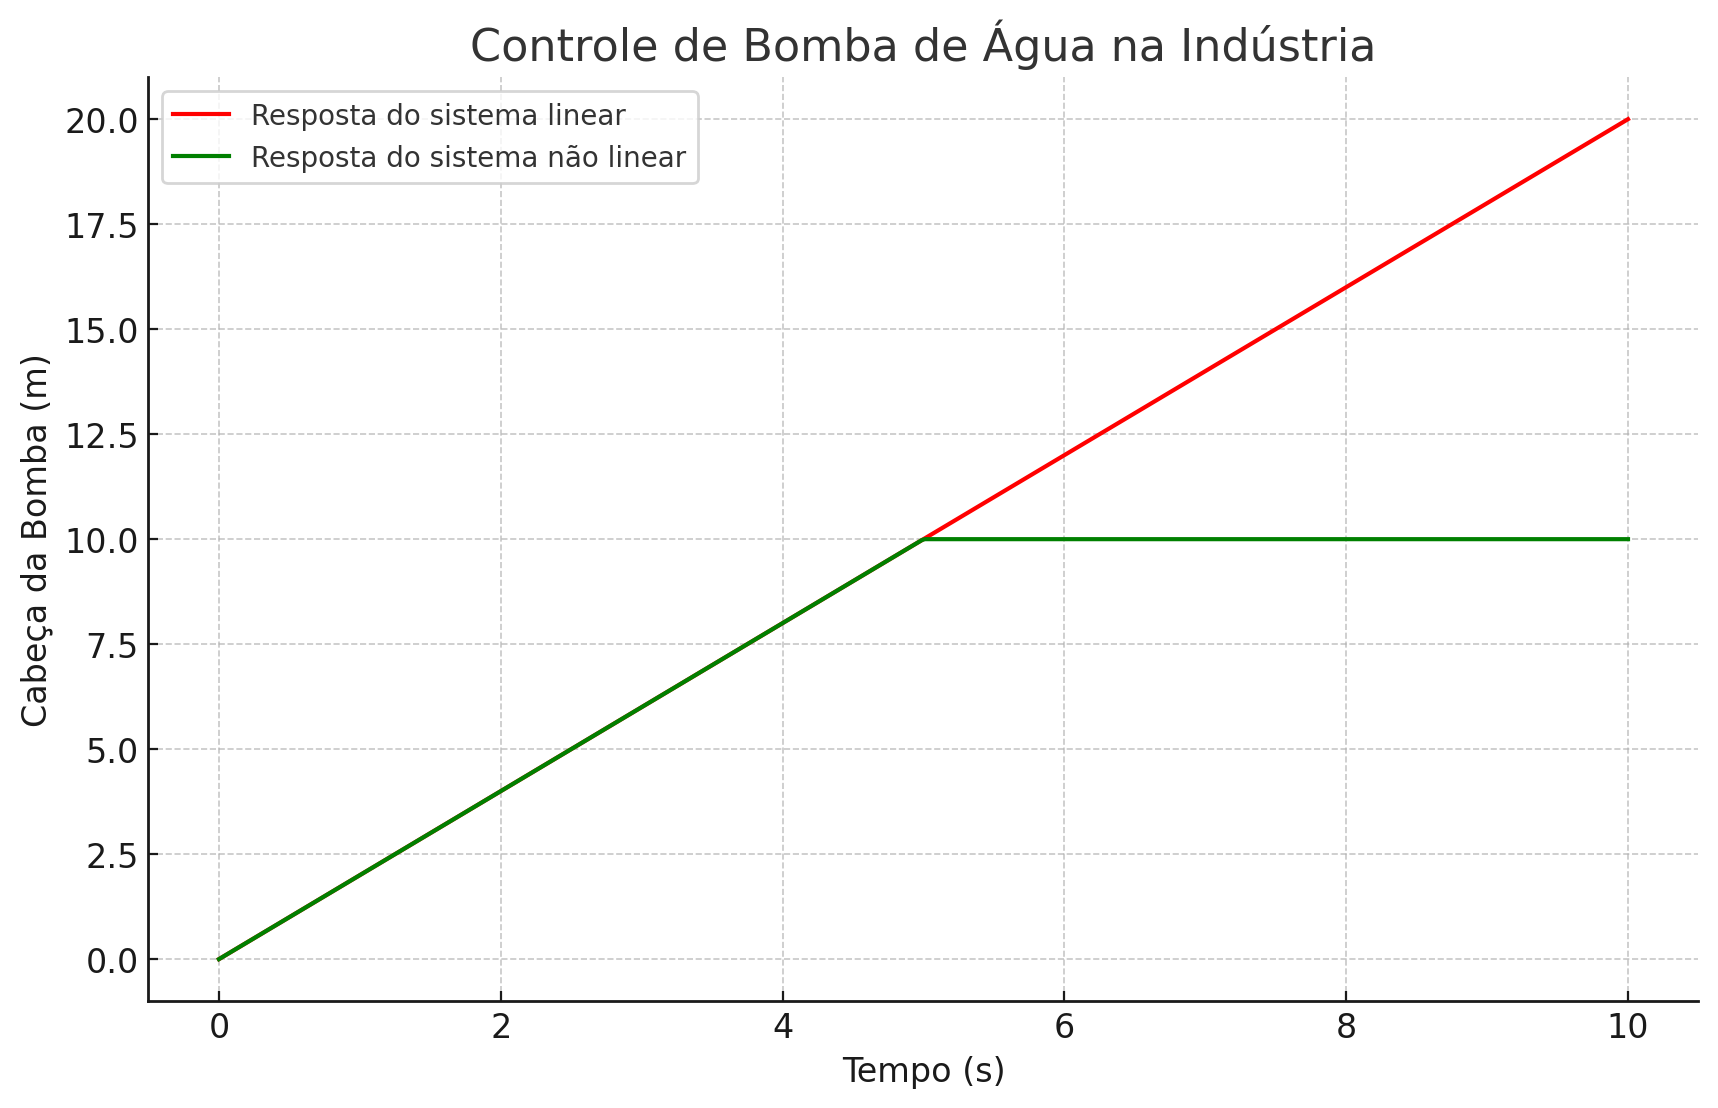 Controle de Bomba de Água na Indústria
Resposta do sistema linear
Resposta do sistema não linear
Cabeça da Bomba (m)
20.0
17.5
15.0
12.5
10.0
7.5
5.0
2.5
0.0
0 2 4 6 8 10
Tempo (s)